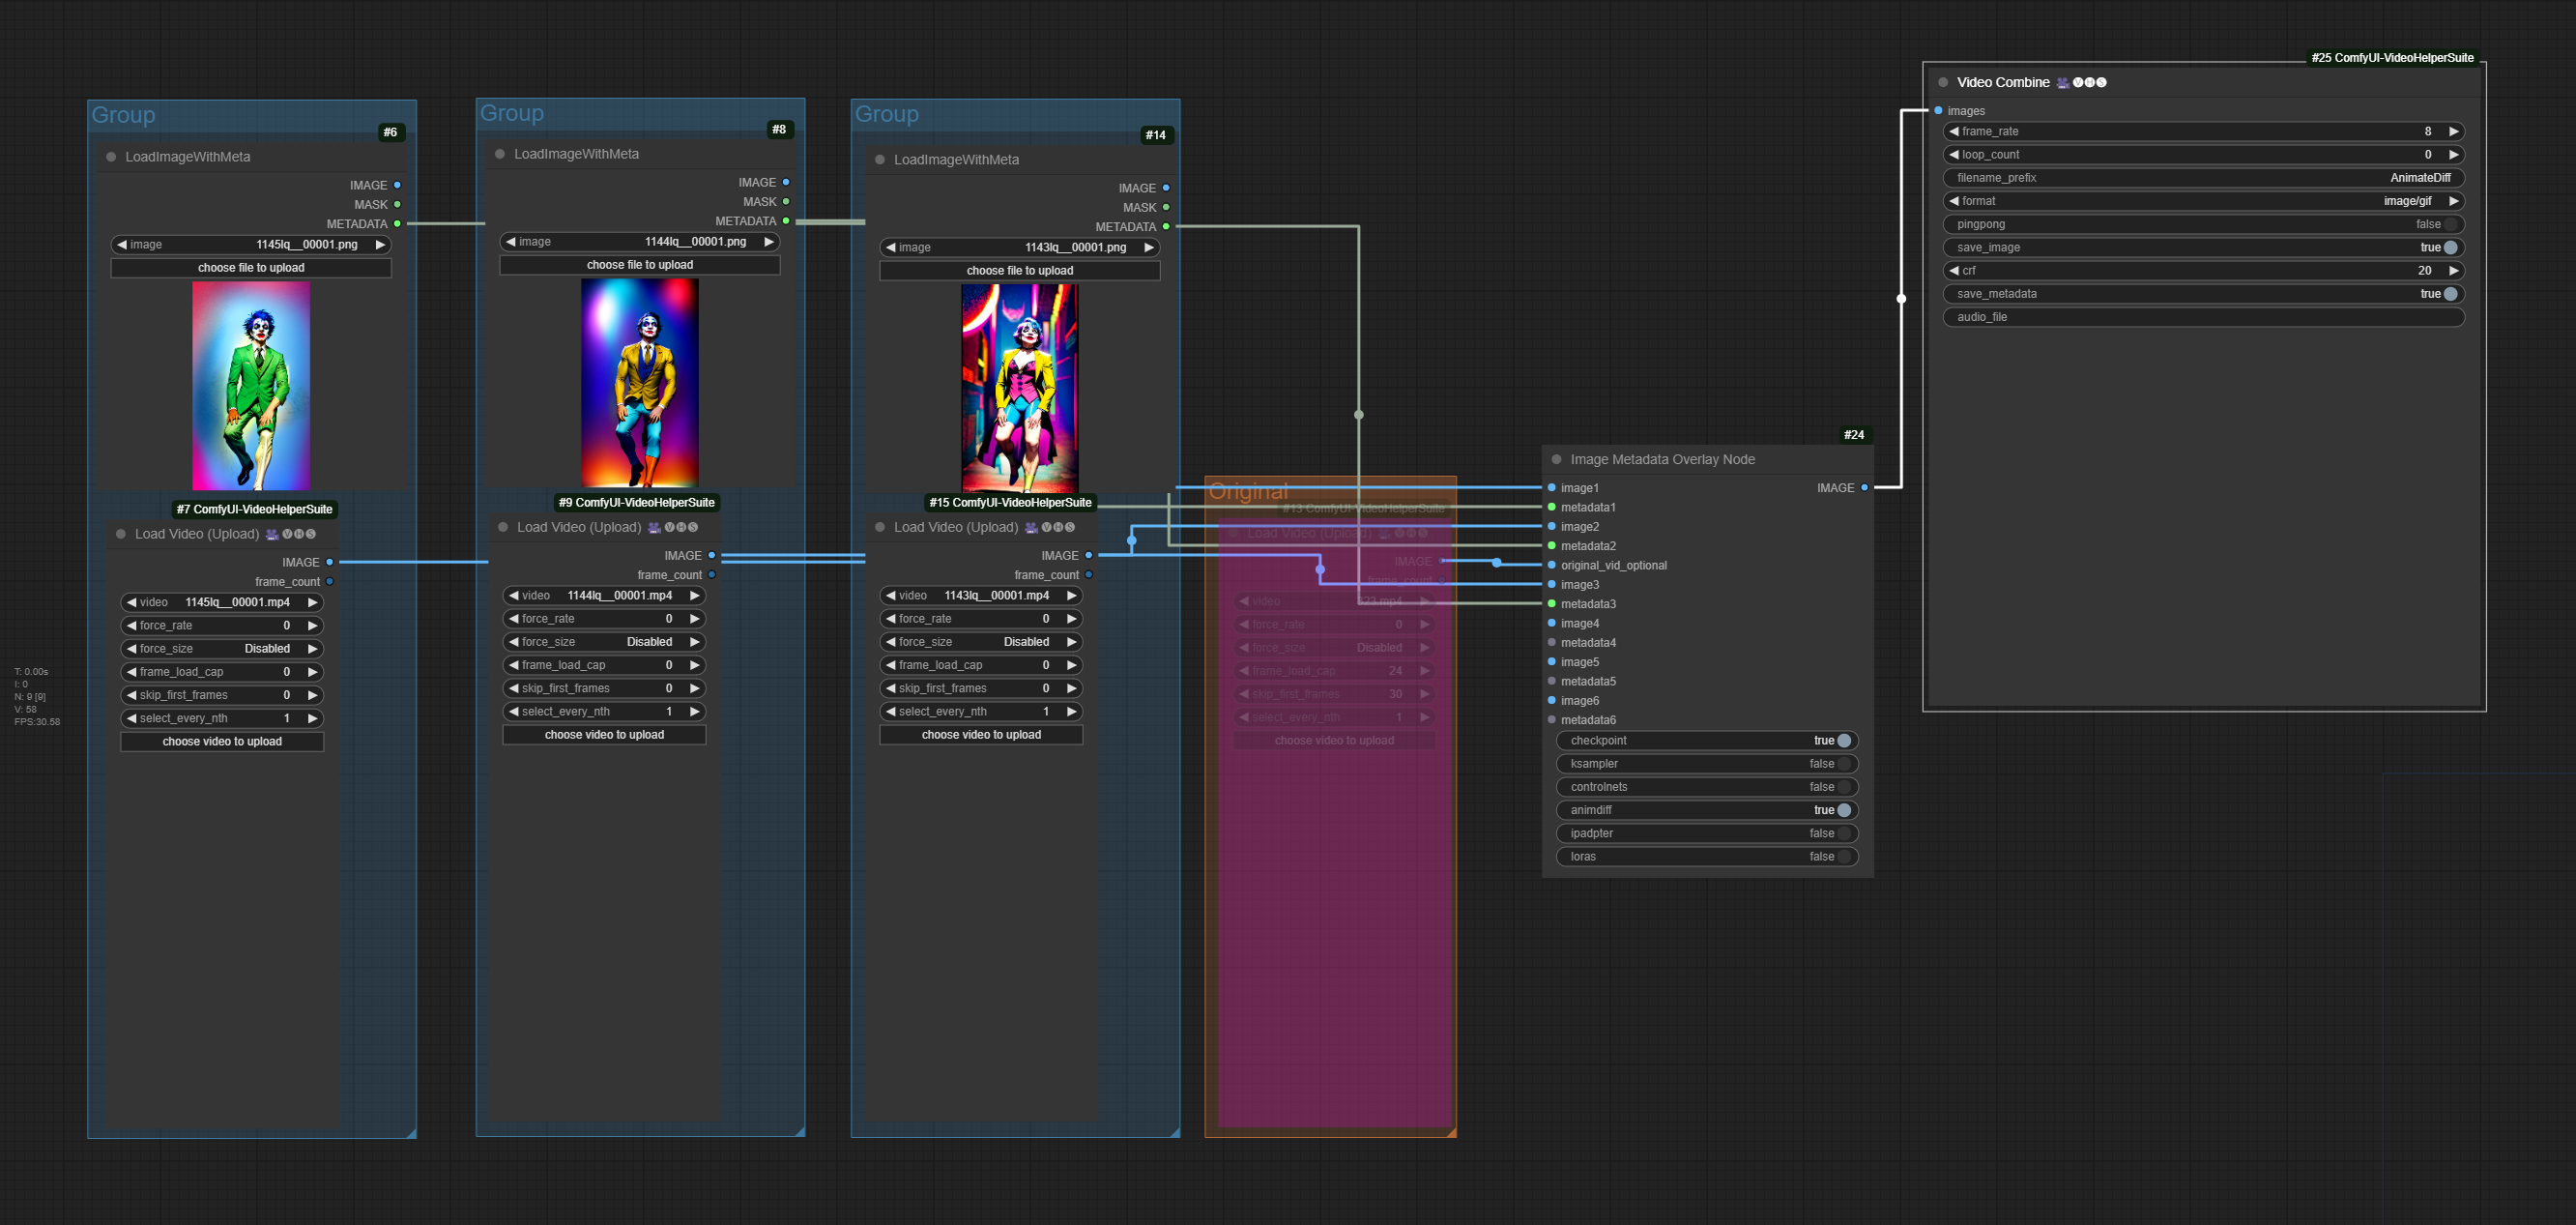 Group
#6
LoadImageWithMeta
IMAGE
MASK
METADATA
image 1145lq__00001.png
choose file to upload
#7 ComfyUI-VideoHelperSuite
Load Video (Upload) 🎥🅥🅗🅢
IMAGE
frame_count
video 1145lq__00001.mp4
force_rate 0
force_size Disabled
frame_load_cap 0
skip_first_frames 0
select_every_nth 1
choose video to upload
T: 0.00s
I: 0
N: 9 [9]
V: 58
FPS:30.58
Group
#8
LoadImageWithMeta
IMAGE
MASK
METADATA
image 1144lq__00001.png
choose file to upload
#9 ComfyUI-VideoHelperSuite
Load Video (Upload) 🎥🅥🅗🅢
IMAGE
frame_count
video 1144lq__00001.mp4
force_rate 0
force_size Disabled
frame_load_cap 0
skip_first_frames 0
select_every_nth 1
choose video to upload
Group
#14
LoadImageWithMeta
IMAGE
MASK
METADATA
image 1143lq__00001.png
choose file to upload
#15 ComfyUI-VideoHelperSuite
Load Video (Upload) 🎥🅥🅗🅢
IMAGE
frame_count
video 1143lq__00001.mp4
force_rate 0
force_size Disabled
frame_load_cap 0
skip_first_frames 0
select_every_nth 1
choose video to upload
Original
#13 ComfyUI-VideoHelperSuite
Load Video (Upload) 🎥🅥🅗🅢
IMAGE
frame_count
video
force_rate 0
force_size Disabled
frame_load_cap 24
skip_first_frames 30
select_every_nth 1
choose video to upload
#24
Image Metadata Overlay Node
image1 IMAGE
metadata1
image2
metadata2
original_vid_optional
image3
metadata3
image4
metadata4
image5
metadata5
image6
metadata6
checkpoint true
ksampler false
controlnets false
animdiff true
ipadpter false
loras false
#25 ComfyUI-VideoHelperSuite
Video Combine 🎥🅥🅗🅢
images
frame_rate 8
loop_count 0
filename_prefix AnimateDiff
format image/gif
pingpong false
save_image true
crf 20
save_metadata true
audio_file